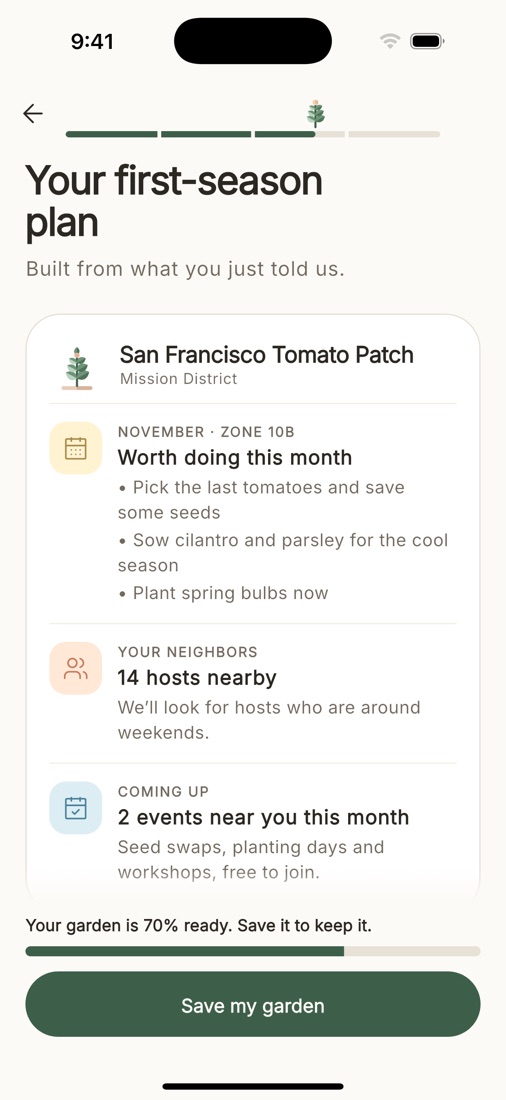 9:41
Your first-season
plan
Built from what you just told us.
San Francisco Tomato Patch
Mission District
NOVEMBER · ZONE 10B
Worth doing this month
• Pick the last tomatoes and save
some seeds
• Sow cilantro and parsley for the cool
season
• Plant spring bulbs now
YOUR NEIGHBORS
14 hosts nearby
We’ll look for hosts who are around
weekends.
COMING UP
2 events near you this month
Seed swaps, planting days and
workshops, free to join.
Your garden is 70% ready. Save it to keep it.
Save my garden